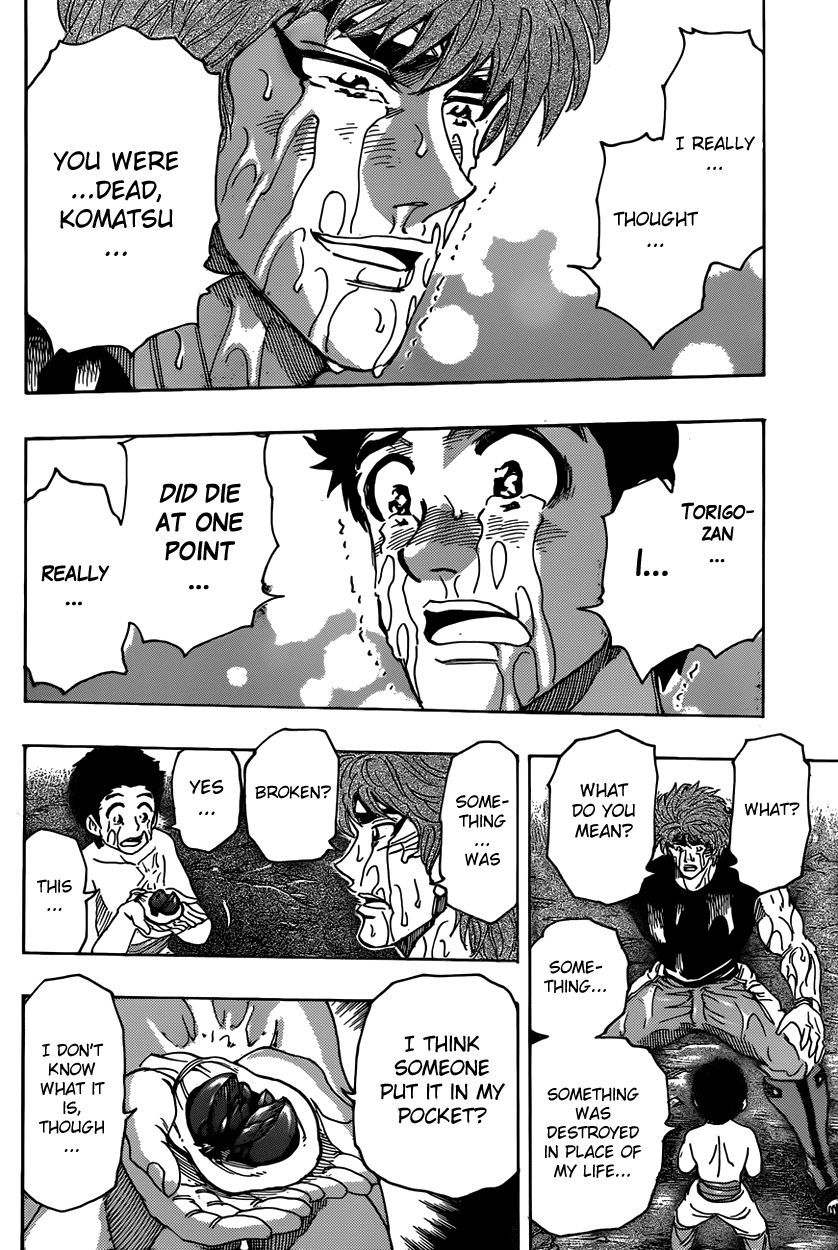 I REALLY
...
THOUGHT
...
YOU WERE
...DEAD,
KOMATSU
...
TORIGO-
ZAN
...
I...
DID DIE
AT ONE
POINT
...
REALLY
...
WHAT?
WHAT
DO YOU
MEAN?
SOME-
THING...
SOMETHING
WAS
DESTROYED
IN PLACE OF
MY LIFE...
SOME-
THING
...
WAS
BROKEN?
YES
...
THIS
...
I THINK
SOMEONE
PUT IT IN MY
POCKET?
I DON'T
KNOW
WHAT IT
IS,
THOUGH
...